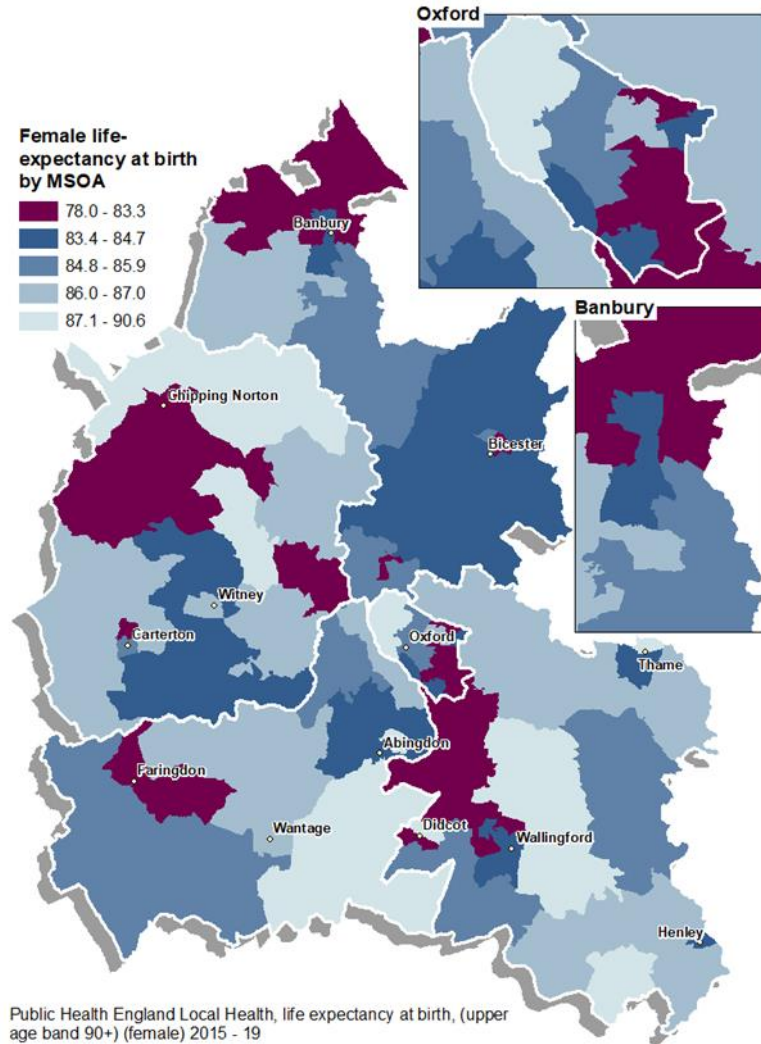 Oxford
Female life-
expectancy at birth
by MSOA
78.0 - 83.3
83.4 - 84.7
84.8 - 85.9
86.0 - 87.0
87.1 - 90.6
Banbury
Banbury
Chipping Norton
Bicester
Witney
Carterton
Oxford
Thame
Abingdon
Faringdon
Wantage
Didcot
Wallingford
Henley
Public Health England Local Health, life expectancy at birth, (upper
age band 90+) (female) 2015 - 19